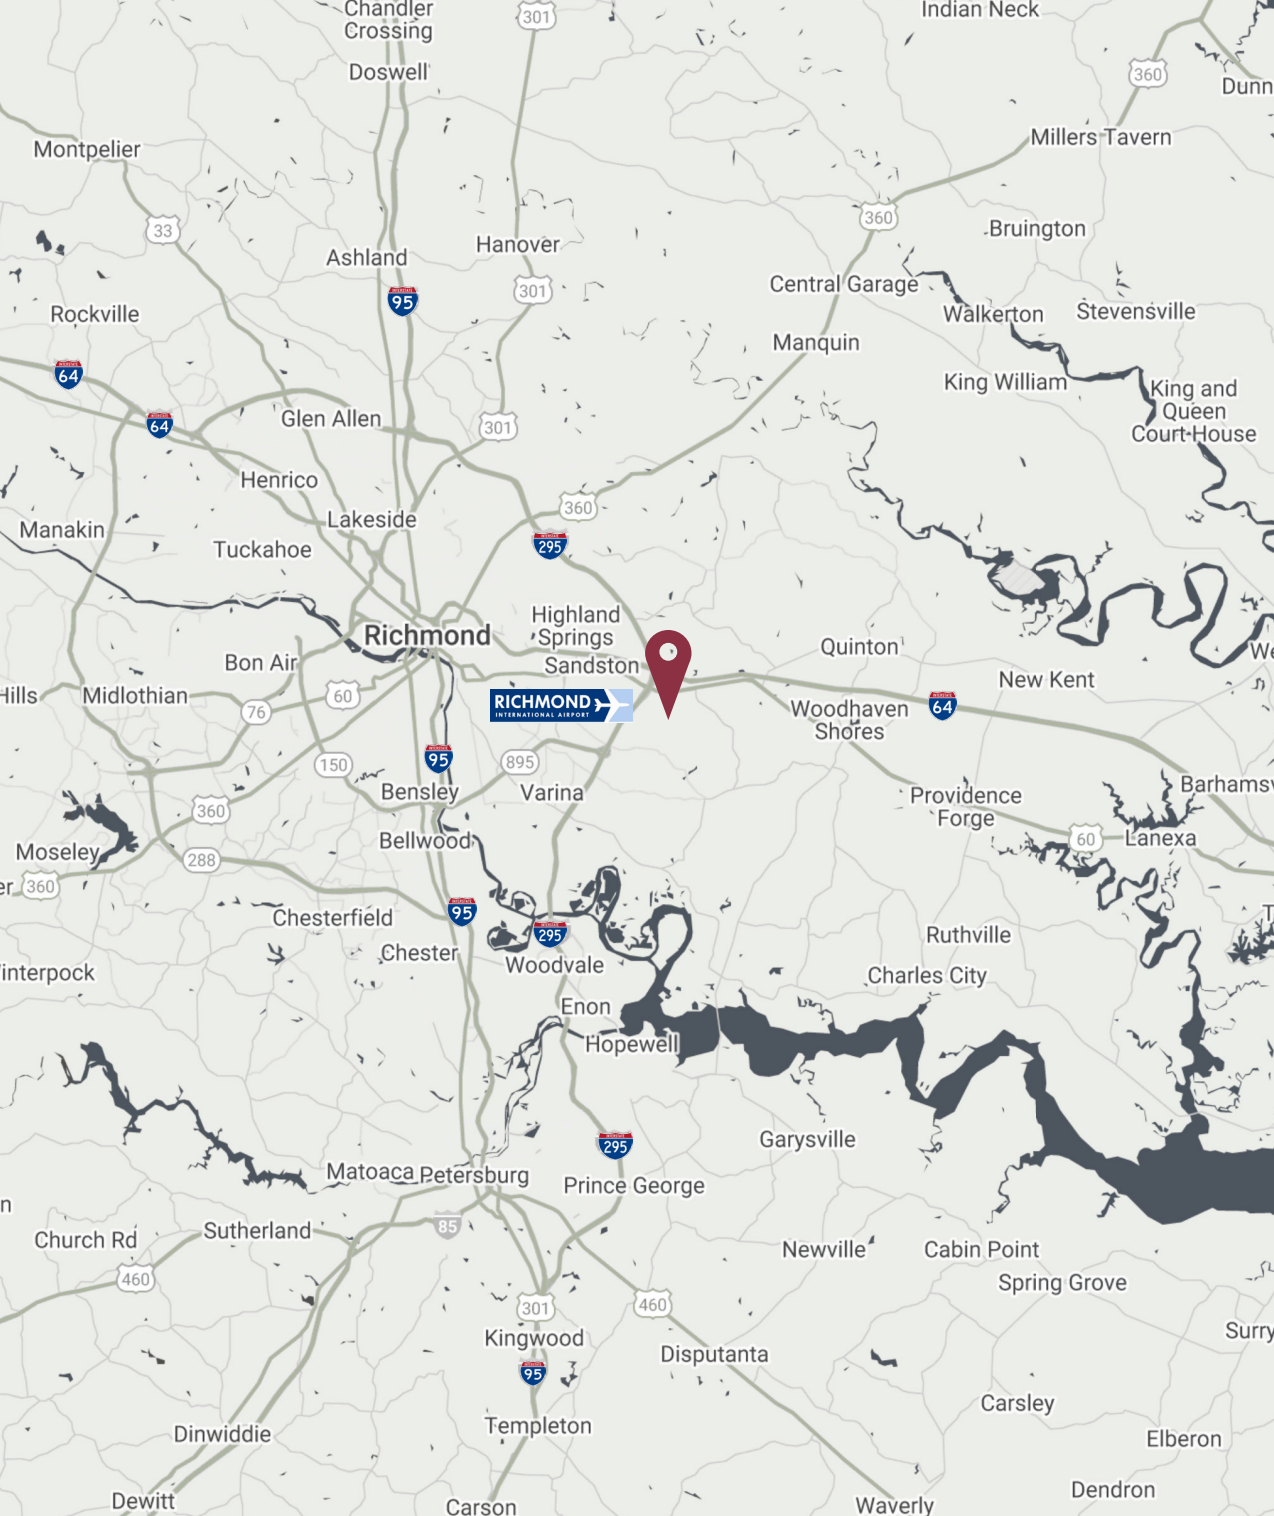 Chandler
Crossing
301
Indian Neck
Doswell
360
Dunn
Montpelier
Millers Tavern
33
360
Bruington
Hanover
Ashland
Central Garage
301
INTERSTATE
95
Rockville
Walkerton
Stevensville
Manquin
64
King William
King and
Queen
Court House
Glen Allen
64
301
Henrico
360
Lakeside
Manakin
Tuckahoe
INTERSTATE
295
Highland
Springs
Richmond
Quinton
We
Bon Air
Sandston
New Kent
Hills
Midlothian
60
76
RICHMOND
INTERNATIONAL AIRPORT
64
Woodhaven
Shores
95
150
895
Bensley
Varina
Barhamsv
Providence
Forge
360
60
Lanexa
Bellwood
Moseley
288
er
360
95
Chesterfield
T
295
Ruthville
Chester
Woodvale
interpock
Charles City
Enon
Hopewell
Garysville
295
Matoaca
Petersburg
Prince George
n
85
Sutherland
Church Rd
Newville
Cabin Point
460
Spring Grove
301
460
Surry
Kingwood
Disputanta
95
Carsley
Templeton
Dinwiddie
Elberon
Dewitt
Carson
Waverly
Dendron